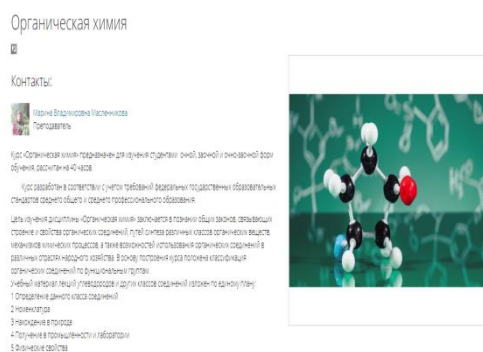 Органическая химия
Контакты:
Марина Владимировна Масленникова
Преподаватель
Курс «Органическая химия» предназначен для изучения студентами очной, заочной и очно-заочной форм
обучения, рассчитан на 40 часов.
Курс разработан в соответствии с учетом требований федеральных государственных образовательных
стандартов среднего общего и среднего профессионального образования.
Цель изучения дисциплины «Органическая химия» заключается в познании общих законов, связывающих
строение и свойства органических соединений, путей синтеза различных классов органических веществ,
механизмов химических процессов, а также возможностей использования органических соединений в
различных отраслях народного хозяйства. В основу построения курса положена классификация
органических соединений по функциональным группам.
Учебный материал лекций углеводородов и других классов соединений изложен по единому плану:
1 Определение данного класса соединений
2 Номенклатура
3 Нахождение в природе
4 Получение в промышленности и лаборатории
5 Физические свойства